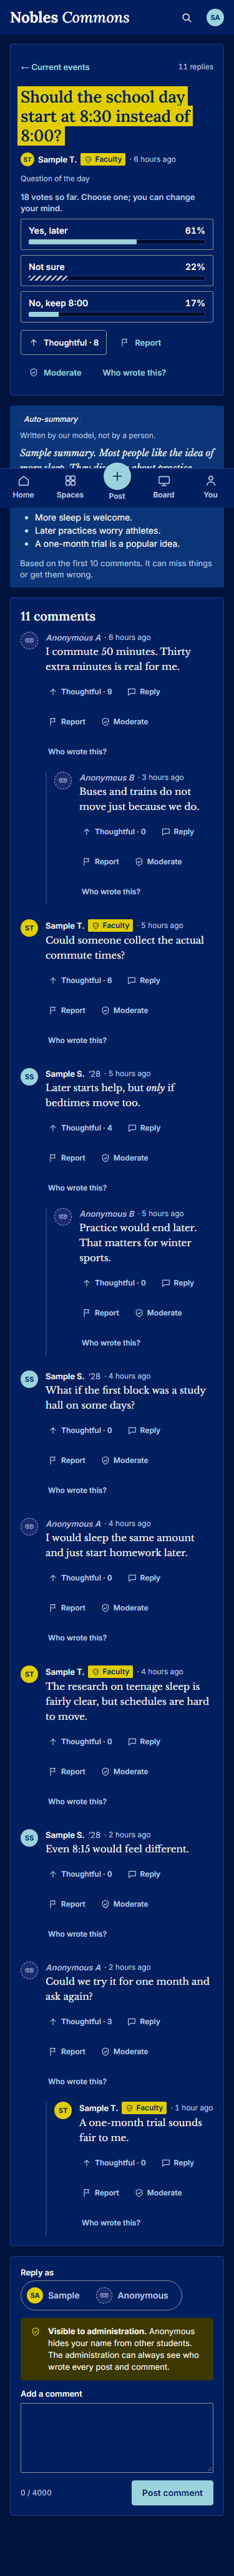 Nobles Commons
SA
← Current events
11 replies
Should the school day
start at 8:30 instead of
8:00?
ST Sample T. Faculty · 6 hours ago
Question of the day
18 votes so far. Choose one; you can change
your mind.
Yes, later 61%
Not sure 22%
No, keep 8:00 17%
Thoughtful · 8 Report
Moderate Who wrote this?
Auto-summary
Written by our model, not by a person.
Sample summary. Most people like the idea of
Home Spaces Post Board You
More sleep is welcome.
Later practices worry athletes.
A one-month trial is a popular idea.
Based on the first 10 comments. It can miss things
or get them wrong.
11 comments
Anonymous A · 6 hours ago
I commute 50 minutes. Thirty
extra minutes is real for me.
Thoughtful · 9 Reply
Report Moderate
Who wrote this?
Anonymous B · 3 hours ago
Buses and trains do not
move just because we do.
Thoughtful · 0 Reply
Report Moderate
Who wrote this?
ST Sample T. Faculty · 5 hours ago
Could someone collect the actual
commute times?
Thoughtful · 6 Reply
Report Moderate
Who wrote this?
SS Sample S. '28 · 5 hours ago
Later starts help, but only if
bedtimes move too.
Thoughtful · 4 Reply
Report Moderate
Who wrote this?
Anonymous B · 5 hours ago
Practice would end later.
That matters for winter
sports.
Thoughtful · 0 Reply
Report Moderate
Who wrote this?
SS Sample S. '28 · 4 hours ago
What if the first block was a study
hall on some days?
Thoughtful · 0 Reply
Report Moderate
Who wrote this?
Anonymous A · 4 hours ago
I would sleep the same amount
and just start homework later.
Thoughtful · 0 Reply
Report Moderate
Who wrote this?
ST Sample T. Faculty · 4 hours ago
The research on teenage sleep is
fairly clear, but schedules are hard
to move.
Thoughtful · 0 Reply
Report Moderate
Who wrote this?
SS Sample S. '28 · 2 hours ago
Even 8:15 would feel different.
Thoughtful · 0 Reply
Report Moderate
Who wrote this?
Anonymous A · 2 hours ago
Could we try it for one month and
ask again?
Thoughtful · 3 Reply
Report Moderate
Who wrote this?
ST Sample T. Faculty · 1 hour ago
A one-month trial sounds
fair to me.
Thoughtful · 0 Reply
Report Moderate
Who wrote this?
Reply as
SA Sample Anonymous
Visible to administration. Anonymous
hides your name from other students.
The administration can always see who
wrote every post and comment.
Add a comment
0 / 4000 Post comment